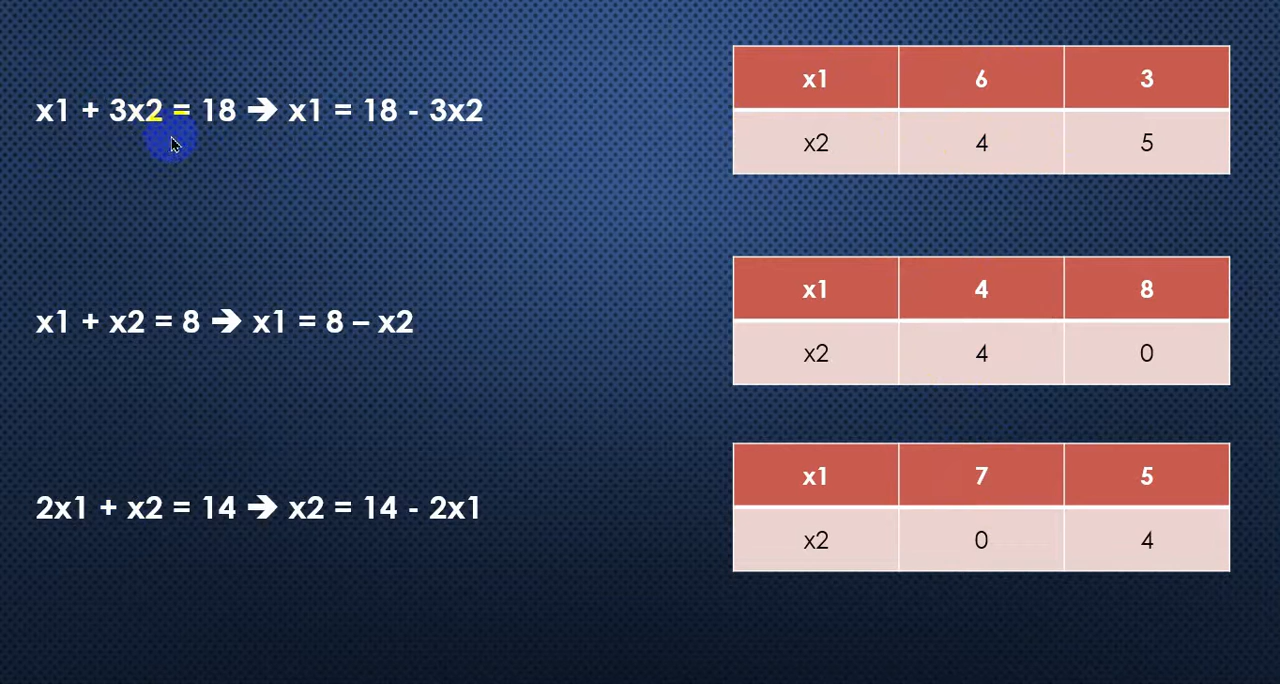 x1 + 3x2 = 18 ➔ x1 = 18 - 3x2
x1 6 3
x2 4 5
x1 + x2 = 8 ➔ x1 = 8 – x2
x1 4 8
x2 4 0
2x1 + x2 = 14 ➔ x2 = 14 - 2x1
x1 7 5
x2 0 4